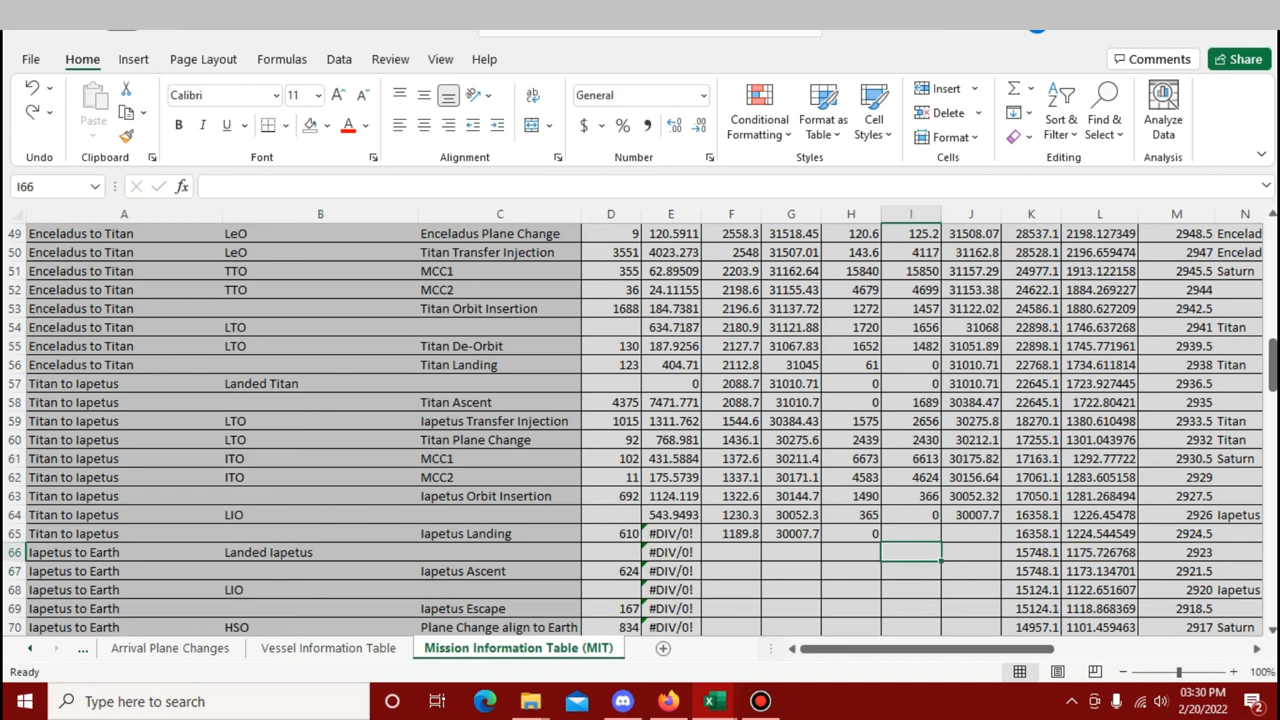 File Home Insert Page Layout Formulas Data Review View Help Comments Share
Calibri 11 General Insert
Paste B I U $ % Conditional Formatting Format as Table Cell Styles Delete Format Sort & Filter Find & Select Analyze Data
Undo Clipboard Font Alignment Number Styles Cells Editing Analysis
I66 fx
A B C D E F G H I J K L M N
49 Enceladus to Titan LeO Enceladus Plane Change 9 120.5911 2558.3 31518.45 120.6 125.2 31508.07 28537.1 2198.127349 2948.5 Encelad
50 Enceladus to Titan LeO Titan Transfer Injection 3551 4023.273 2548 31507.01 143.6 4117 31162.8 28528.1 2196.659474 2947 Encelad
51 Enceladus to Titan TTO MCC1 355 62.89509 2203.9 31162.64 15840 15850 31157.29 24977.1 1913.122158 2945.5 Saturn
52 Enceladus to Titan TTO MCC2 36 24.11155 2198.6 31155.43 4679 4699 31153.38 24622.1 1884.269227 2944
53 Enceladus to Titan Titan Orbit Insertion 1688 184.7381 2196.6 31137.72 1272 1457 31122.02 24586.1 1880.627209 2942.5
54 Enceladus to Titan LTO 634.7187 2180.9 31121.88 1720 1656 31068 22898.1 1746.637268 2941 Titan
55 Enceladus to Titan LTO Titan De-Orbit 130 187.9256 2127.7 31067.83 1652 1482 31051.89 22898.1 1745.771961 2939.5
56 Enceladus to Titan Titan Landing 123 404.71 2112.8 31045 61 0 31010.71 22768.1 1734.611814 2938 Titan
57 Titan to Iapetus Landed Titan 0 2088.7 31010.71 0 0 31010.71 22645.1 1723.927445 2936.5
58 Titan to Iapetus Titan Ascent 4375 7471.771 2088.7 31010.7 0 1689 30384.47 22645.1 1722.80421 2935
59 Titan to Iapetus LTO Iapetus Transfer Injection 1015 1311.762 1544.6 30384.43 1575 2656 30275.8 18270.1 1380.610498 2933.5 Titan
60 Titan to Iapetus LTO Titan Plane Change 92 768.981 1436.1 30275.6 2439 2430 30212.1 17255.1 1301.043976 2932 Titan
61 Titan to Iapetus ITO MCC1 102 431.5884 1372.6 30211.4 6673 6613 30175.82 17163.1 1292.77722 2930.5 Saturn
62 Titan to Iapetus ITO MCC2 11 175.5739 1337.2 30171.1 4583 4624 30156.64 17061.1 1283.605158 2929
63 Titan to Iapetus Iapetus Orbit Insertion 692 1124.119 1322.6 30144.7 1490 366 30052.32 17050.1 1281.268494 2927.5
64 Titan to Iapetus LIO 543.9493 1230.3 30052.3 365 0 30007.7 16358.1 1226.45478 2926 Iapetus
65 Titan to Iapetus Iapetus Landing 610 #DIV/0! 1189.8 30007.7 0 16358.1 1224.544549 2924.5
66 Iapetus to Earth Landed Iapetus #DIV/0! 15748.1 1175.726768 2923
67 Iapetus to Earth Iapetus Ascent 624 #DIV/0! 15748.1 1173.134701 2921.5
68 Iapetus to Earth LIO #DIV/0! 15124.1 1122.651607 2920 Iapetus
69 Iapetus to Earth Iapetus Escape 167 #DIV/0! 15124.1 1118.868369 2918.5
70 Iapetus to Earth HSO Plane Change align to Earth 834 #DIV/0! 14957.1 1101.459463 2917 Saturn
... Arrival Plane Changes Vessel Information Table Mission Information Table (MIT)
Ready 100%
Type here to search 03:30 PM
2/20/2022 2